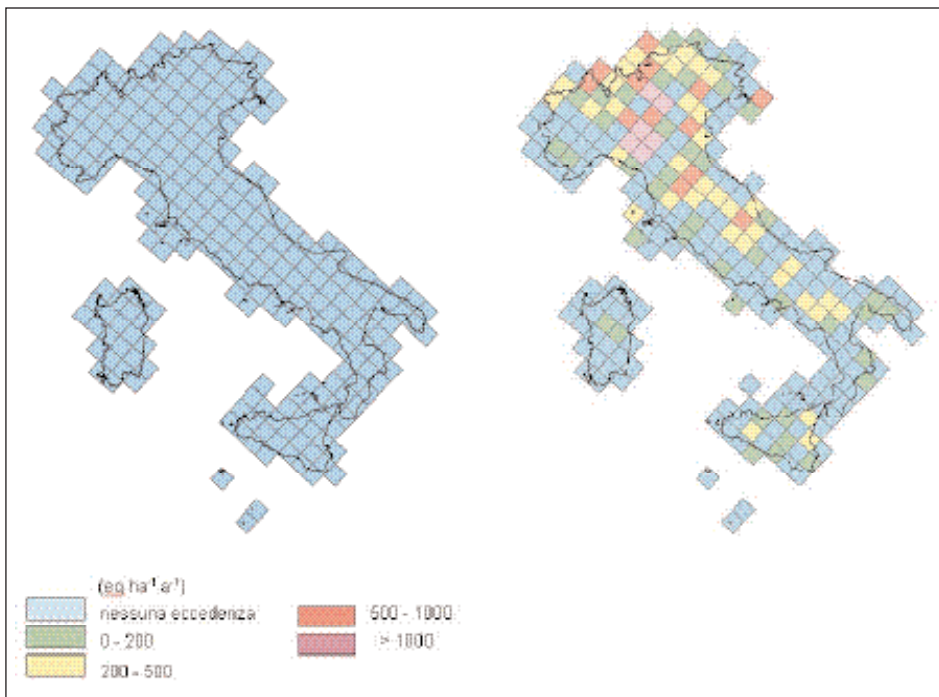 (eq ha⁻¹ a⁻¹)
nessuna eccedenza
0 - 200
200 - 500
500 - 1000
> 1000